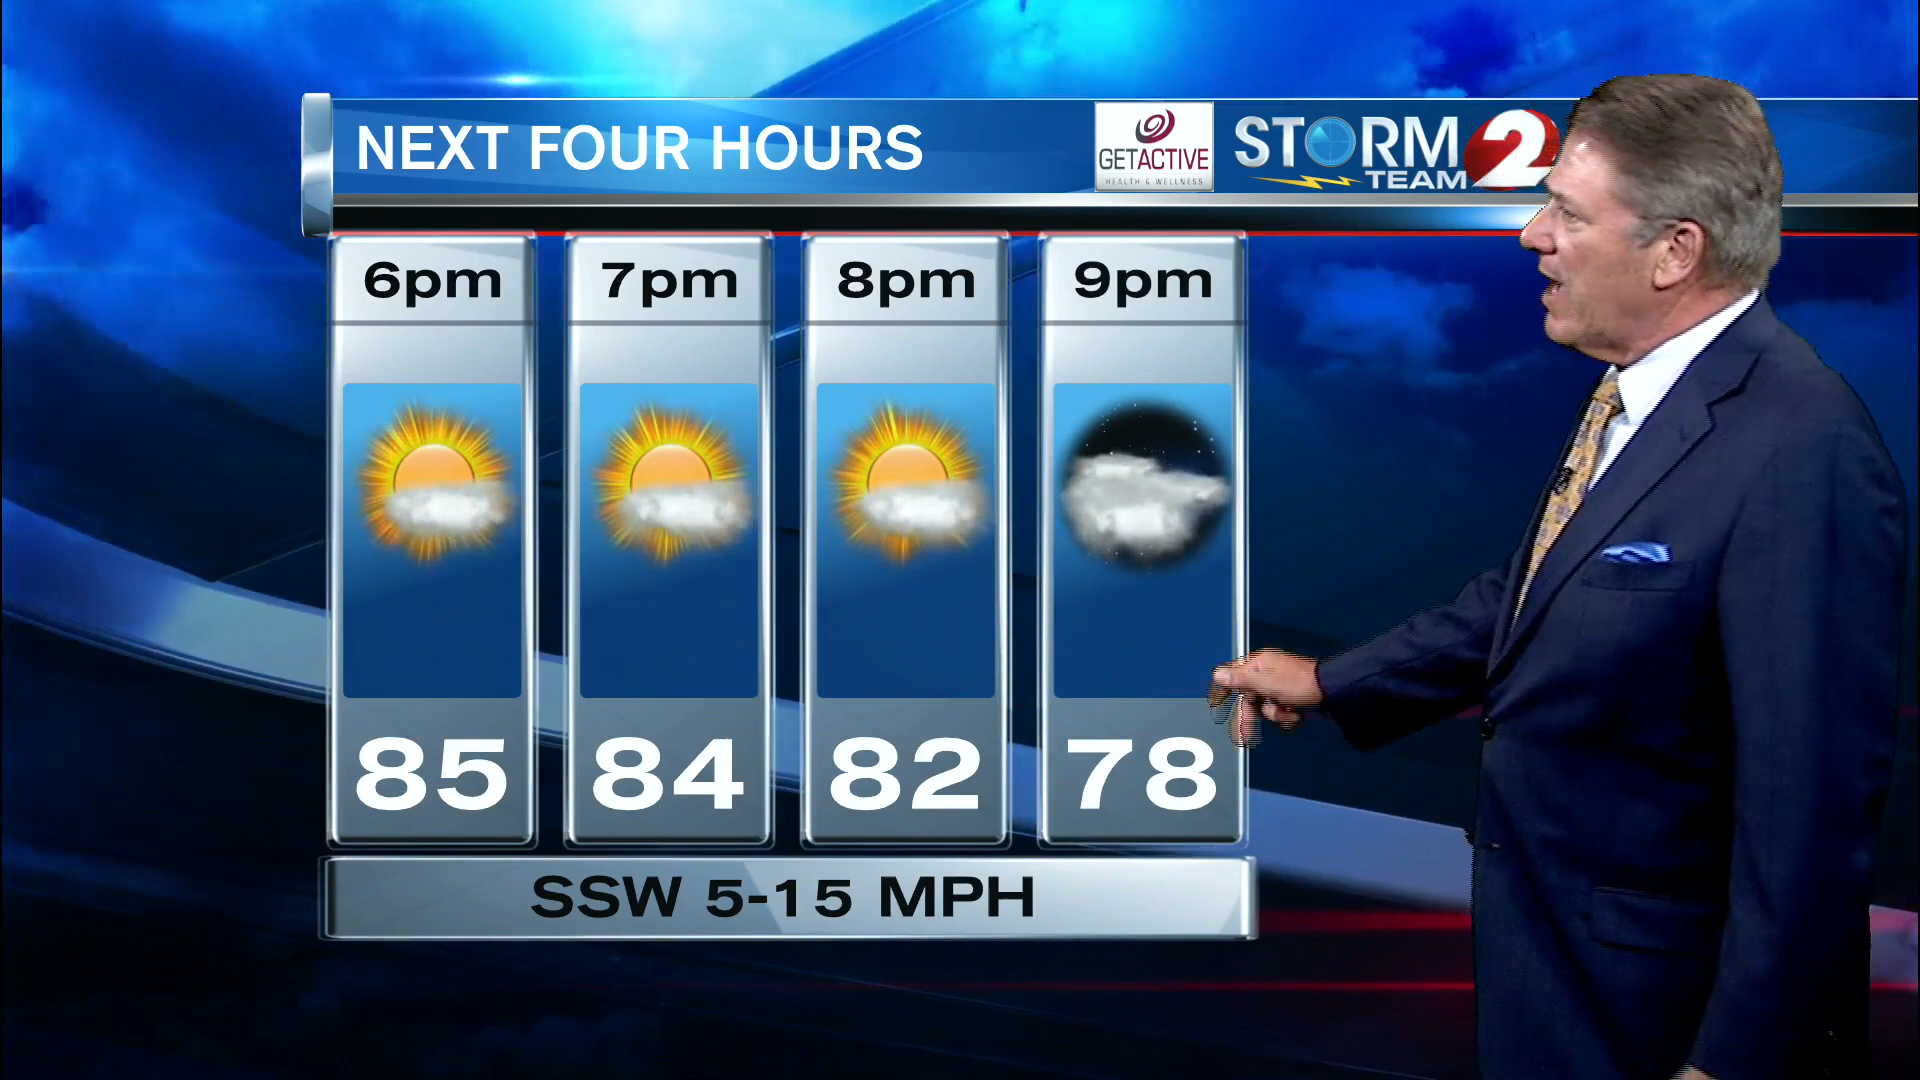 NEXT FOUR HOURS
GETACTIVE
HEALTH & WELLNESS
STORM
TEAM
2
6pm
7pm
8pm
9pm
85
84
82
78
SSW 5-15 MPH